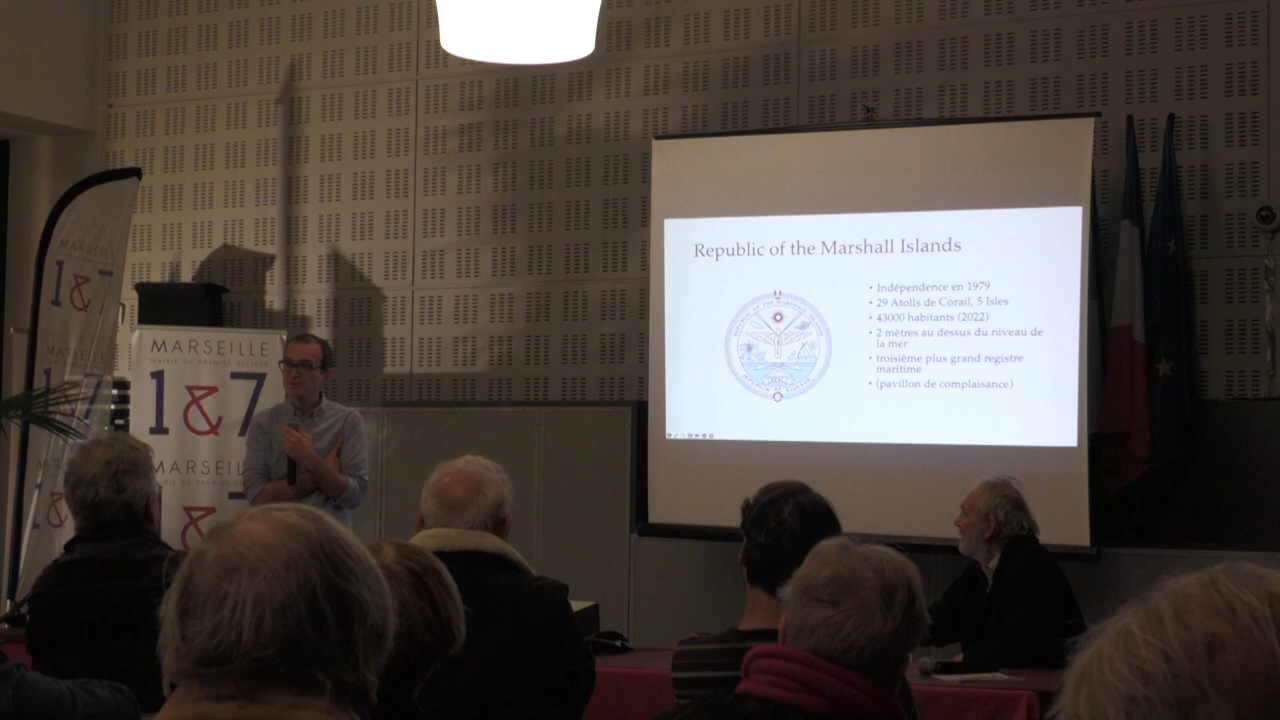 Republic of the Marshall Islands
• Indépendence en 1979
• 29 Atolls de Corail, 5 Isles
• 43000 habitants (2022)
• 2 mètres au dessus du niveau de
la mer
• troisième plus grand registre
maritime
• (pavillon de complaisance)
MARSEILLE
MAIRIE DU PREMIER SECTEUR
1&7
MARSEIL
&
MARSEILL
1&7